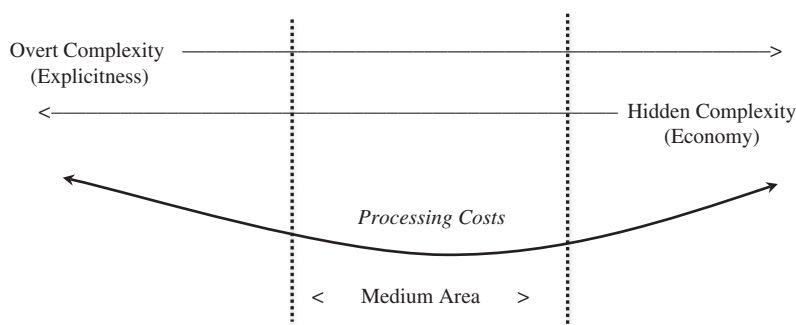 Overt Complexity
(Explicitness)
Hidden Complexity
(Economy)
Processing Costs
< Medium Area >